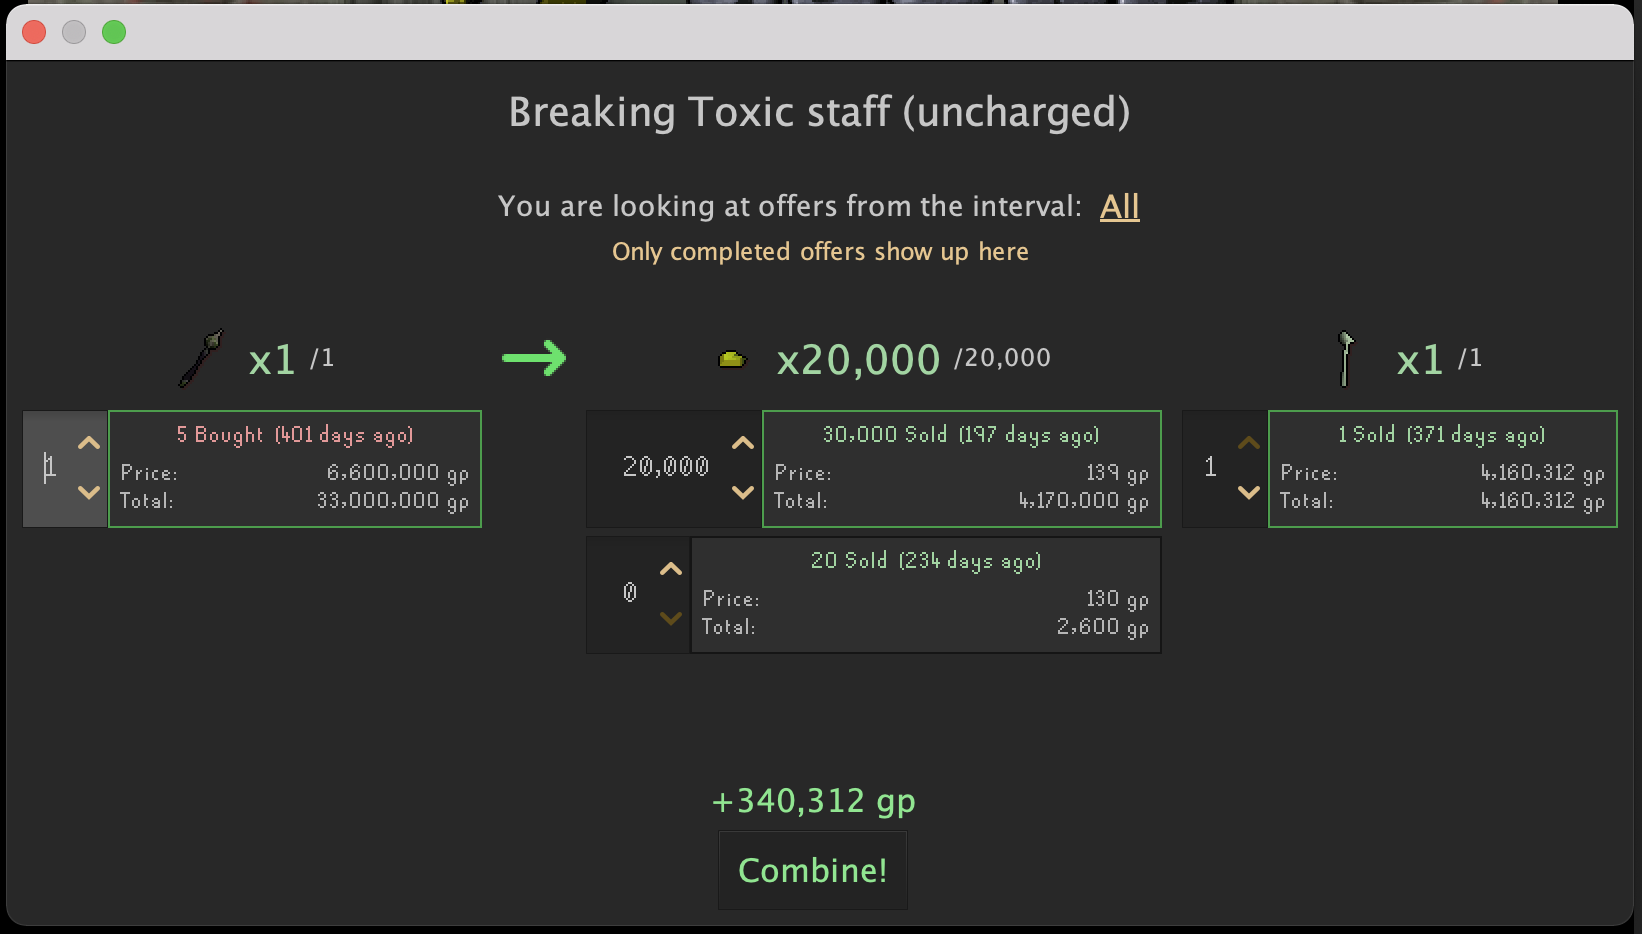 Breaking Toxic staff (uncharged)
You are looking at offers from the interval: All
Only completed offers show up here
x1 /1
x20,000 /20,000
x1 /1
1
5 Bought (401 days ago)
Price: 6,600,000 gp
Total: 33,000,000 gp
20,000
30,000 Sold (197 days ago)
Price: 139 gp
Total: 4,170,000 gp
1
1 Sold (371 days ago)
Price: 4,160,312 gp
Total: 4,160,312 gp
0
20 Sold (234 days ago)
Price: 130 gp
Total: 2,600 gp
+340,312 gp
Combine!